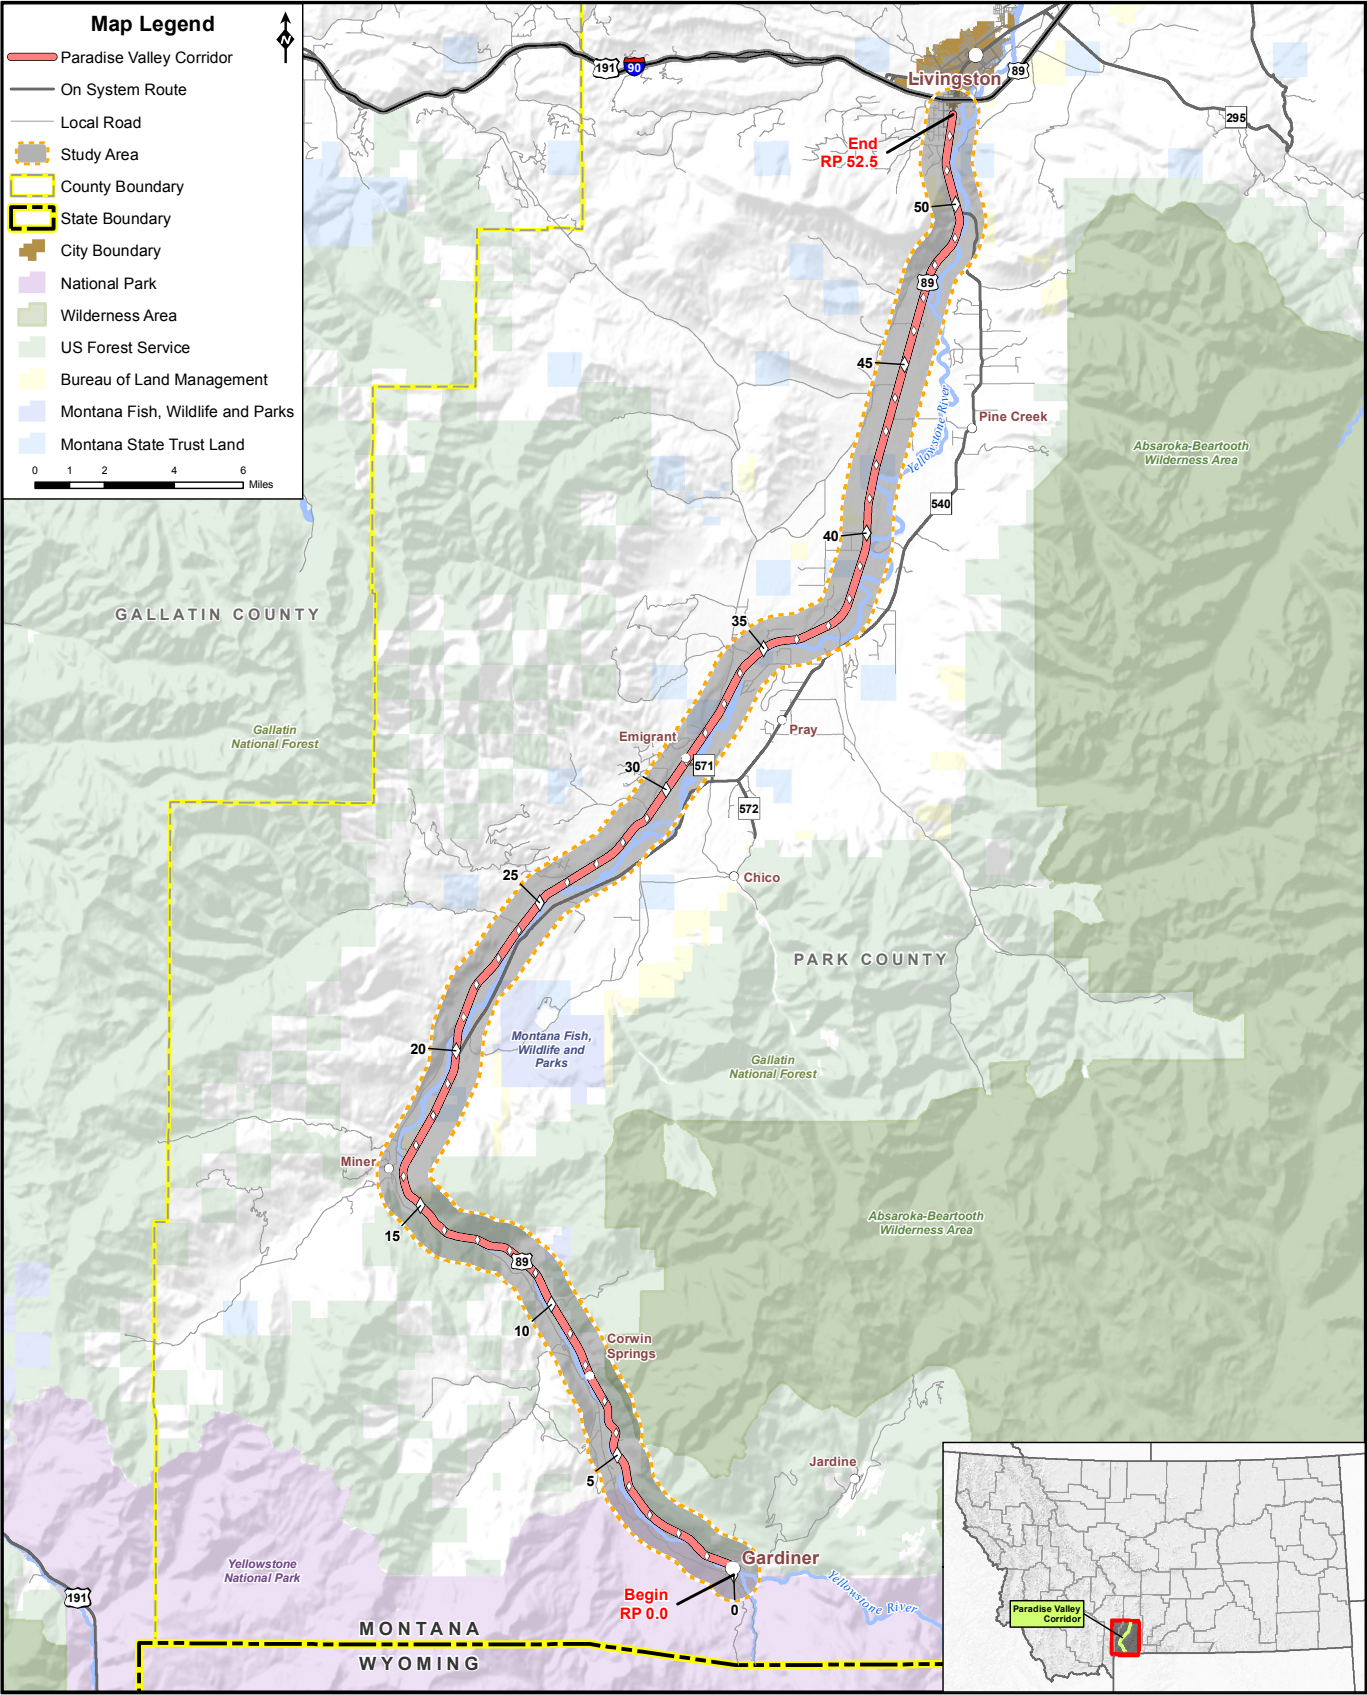 Map Legend
N
Paradise Valley Corridor
On System Route
Local Road
Study Area
County Boundary
State Boundary
City Boundary
National Park
Wilderness Area
US Forest Service
Bureau of Land Management
Montana Fish, Wildlife and Parks
Montana State Trust Land
0 1 2 4 6
Miles
191
90
Livingston
89
295
End
RP 52.5
50
89
45
Yellowstone River
Pine Creek
Absaroka-Beartooth
Wilderness Area
540
40
GALLATIN COUNTY
35
Gallatin
National Forest
Emigrant
Pray
571
30
572
25
Chico
PARK COUNTY
20
Montana Fish,
Wildlife and
Parks
Gallatin
National Forest
Miner
15
Absaroka-Beartooth
Wilderness Area
89
10
Corwin
Springs
5
Jardine
Gardiner
Yellowstone
National Park
Begin
RP 0.0
0
Yellowstone River
191
MONTANA
WYOMING
Paradise Valley
Corridor